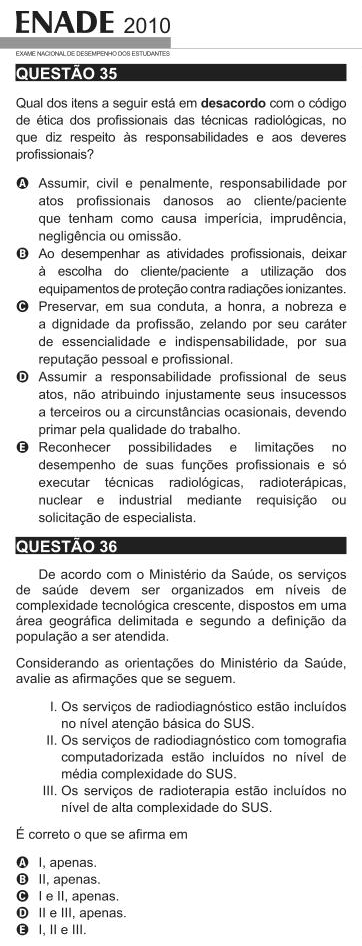 ENADE 2010
EXAME NACIONAL DE DESEMPENHO DOS ESTUDANTES
QUESTÃO 35
Qual dos itens a seguir está em desacordo com o código
de ética dos profissionais das técnicas radiológicas, no
que diz respeito às responsabilidades e aos deveres
profissionais?
A Assumir, civil e penalmente, responsabilidade por
atos profissionais danosos ao cliente/paciente
que tenham como causa imperícia, imprudência,
negligência ou omissão.
B Ao desempenhar as atividades profissionais, deixar
à escolha do cliente/paciente a utilização dos
equipamentos de proteção contra radiações ionizantes.
C Preservar, em sua conduta, a honra, a nobreza e
a dignidade da profissão, zelando por seu caráter
de essencialidade e indispensabilidade, por sua
reputação pessoal e profissional.
D Assumir a responsabilidade profissional de seus
atos, não atribuindo injustamente seus insucessos
a terceiros ou a circunstâncias ocasionais, devendo
primar pela qualidade do trabalho.
E Reconhecer possibilidades e limitações no
desempenho de suas funções profissionais e só
executar técnicas radiológicas, radioterápicas,
nuclear e industrial mediante requisição ou
solicitação de especialista.
QUESTÃO 36
De acordo com o Ministério da Saúde, os serviços
de saúde devem ser organizados em níveis de
complexidade tecnológica crescente, dispostos em uma
área geográfica delimitada e segundo a definição da
população a ser atendida.
Considerando as orientações do Ministério da Saúde,
avalie as afirmações que se seguem.
I. Os serviços de radiodiagnóstico estão incluídos
no nível atenção básica do SUS.
II. Os serviços de radiodiagnóstico com tomografia
computadorizada estão incluídos no nível de
média complexidade do SUS.
III. Os serviços de radioterapia estão incluídos no
nível de alta complexidade do SUS.
É correto o que se afirma em
A I, apenas.
B II, apenas.
C I e II, apenas.
D II e III, apenas.
E I, II e III.